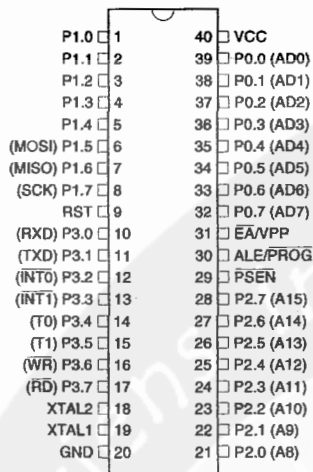 P1.0 1 40 VCC
P1.1 2 39 P0.0 (AD0)
P1.2 3 38 P0.1 (AD1)
P1.3 4 37 P0.2 (AD2)
P1.4 5 36 P0.3 (AD3)
(MOSI) P1.5 6 35 P0.4 (AD4)
(MISO) P1.6 7 34 P0.5 (AD5)
(SCK) P1.7 8 33 P0.6 (AD6)
RST 9 32 P0.7 (AD7)
(RXD) P3.0 10 31 E̅A̅/VPP
(TXD) P3.1 11 30 ALE/P̅R̅O̅G̅
(I̅N̅T̅0̅) P3.2 12 29 P̅S̅E̅N̅
(I̅N̅T̅1̅) P3.3 13 28 P2.7 (A15)
(T0) P3.4 14 27 P2.6 (A14)
(T1) P3.5 15 26 P2.5 (A13)
(W̅R̅) P3.6 16 25 P2.4 (A12)
(R̅D̅) P3.7 17 24 P2.3 (A11)
XTAL2 18 23 P2.2 (A10)
XTAL1 19 22 P2.1 (A9)
GND 20 21 P2.0 (A8)